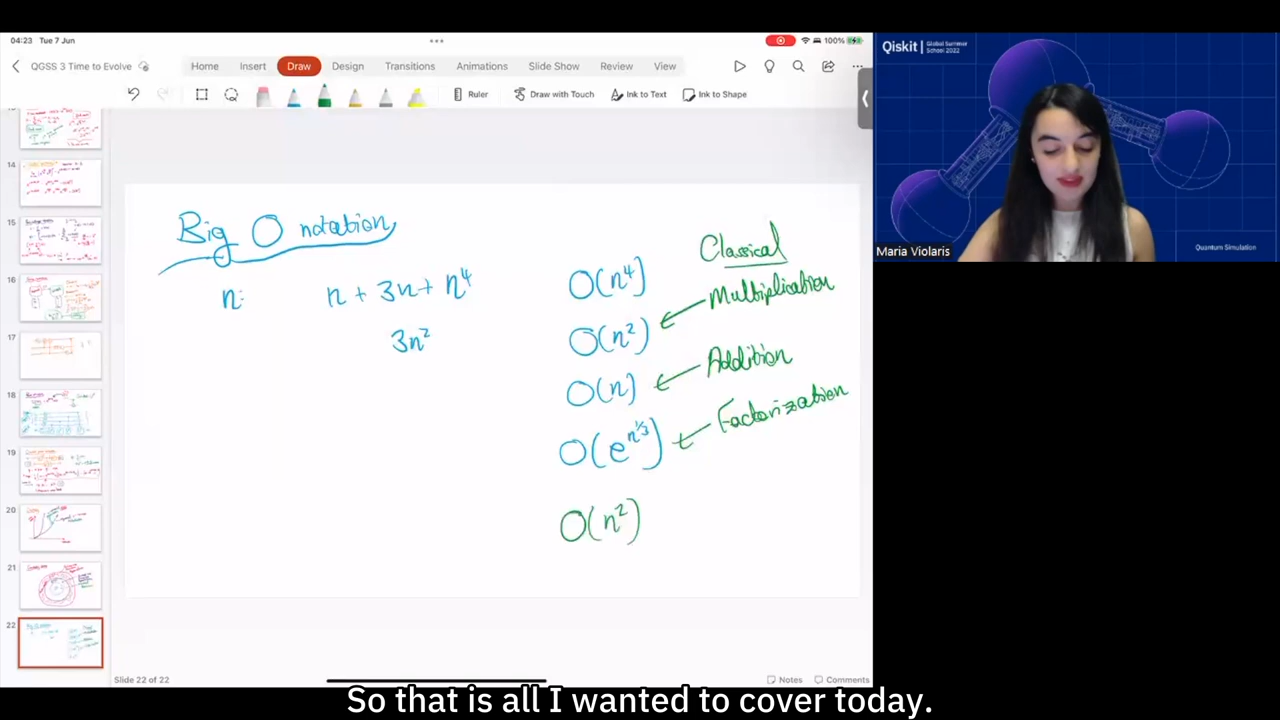 04:23 Tue 7 Jun
100%
QGSS 3 Time to Evolve
Home Insert Draw Design Transitions Animations Slide Show Review View
Ruler Draw with Touch Ink to Text Ink to Shape
14
15
16
17
18
19
20
21
22
Big O notation
n:
n + 3n + n⁴
3n²
Classical
O(n⁴)
Multiplication
O(n²)
Addition
O(n)
Factorization
O(e^n^1/3)
O(n²)
Slide 22 of 22
Notes Comments
Qiskit | Global Summer School 2022
Maria Violaris
Quantum Simulation
So that is all I wanted to cover today.